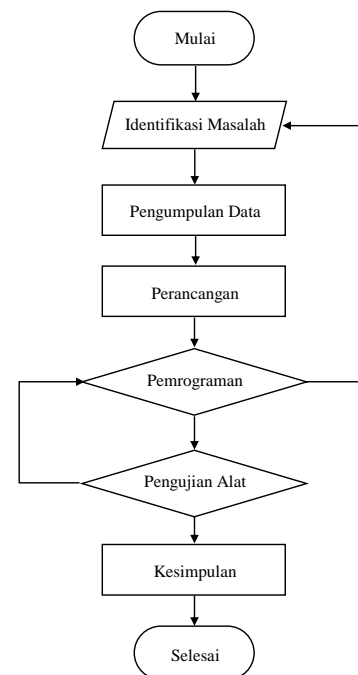 Mulai
Identifikasi Masalah
Pengumpulan Data
Perancangan
Pemrograman
Pengujian Alat
Kesimpulan
Selesai